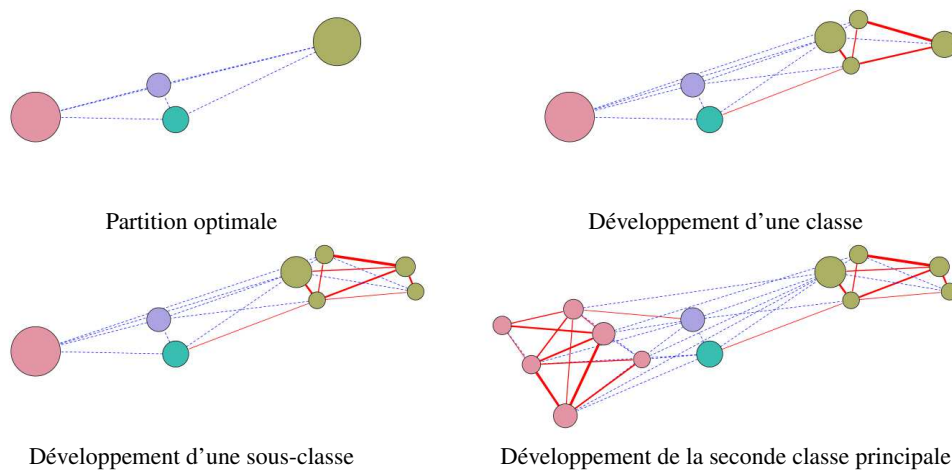 Partition optimale
Développement d'une classe
Développement d'une sous-classe
Développement de la seconde classe principale